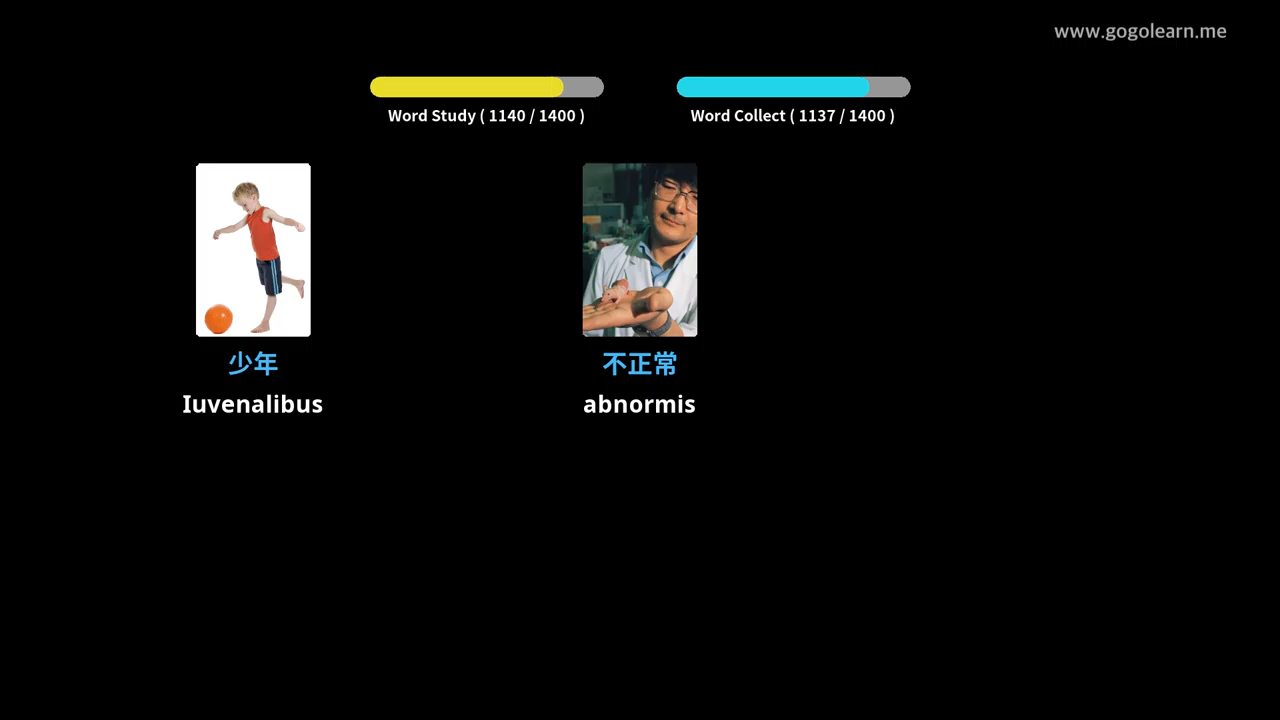 www.gogolearn.me
Word Study ( 1140 / 1400 )
Word Collect ( 1137 / 1400 )
少年
Iuvenalibus
不正常
abnormis